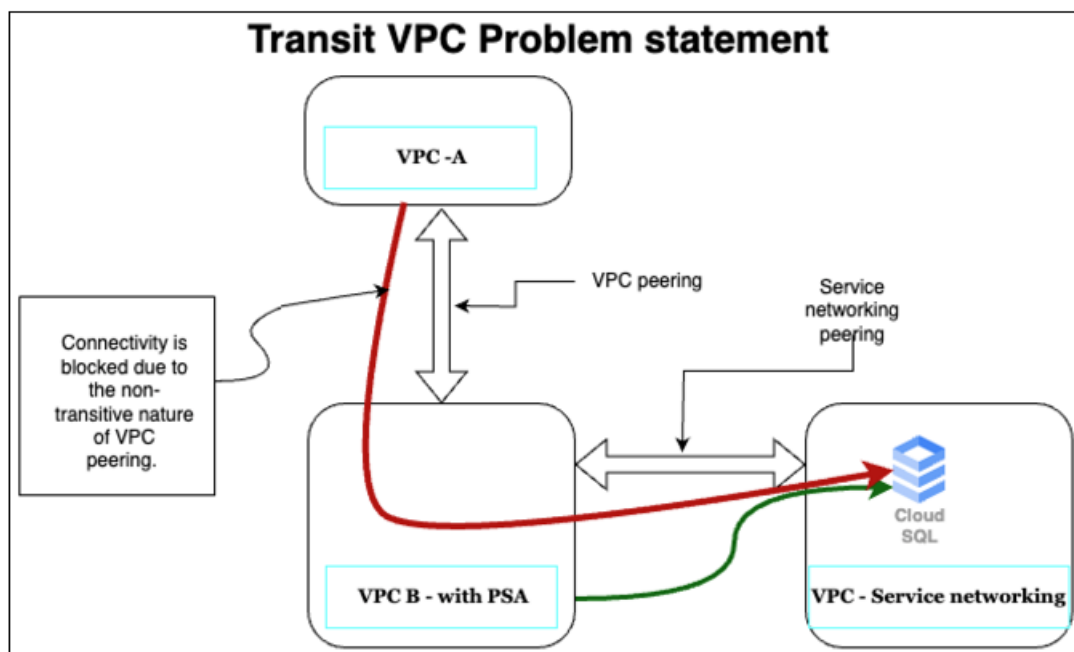 Transit VPC Problem statement
VPC -A
VPC peering
Service
networking
peering
Connectivity is
blocked due to
the non-
transitive nature
of VPC
peering.
Cloud
SQL
VPC B - with PSA
VPC - Service networking